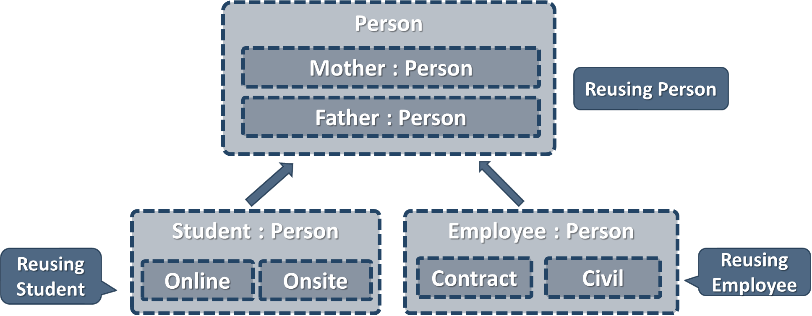 Person
Mother : Person
Father : Person
Reusing Person
Student : Person
Online
Onsite
Employee : Person
Contract
Civil
Reusing
Student
Reusing
Employee